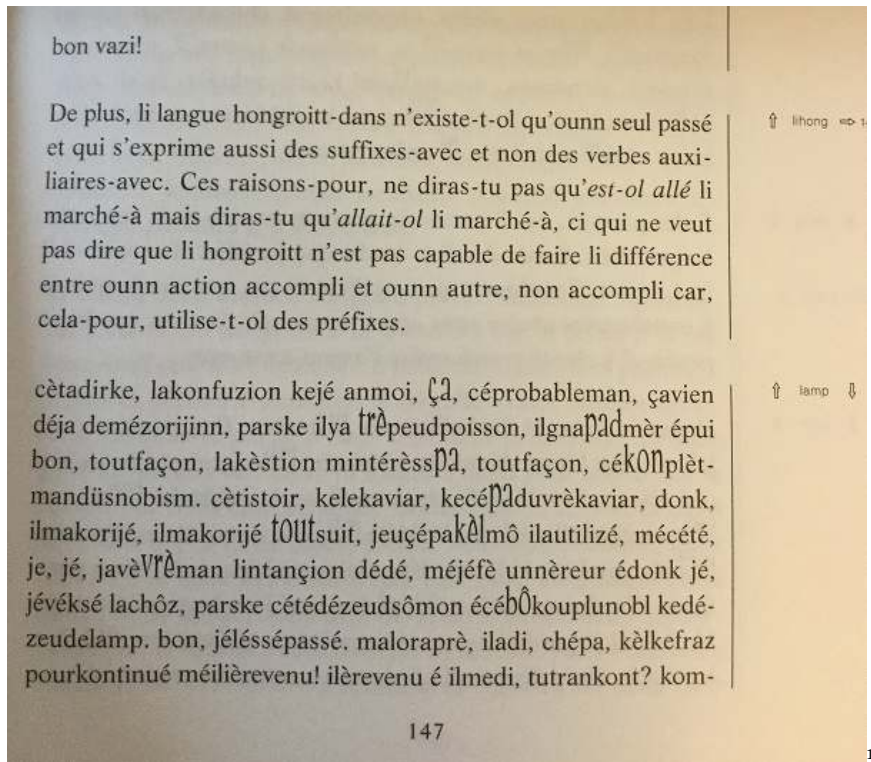 bon vazi!
De plus, li langue hongroitt-dans n'existe-t-ol qu'ounn seul passé
et qui s'exprime aussi des suffixes-avec et non des verbes auxi-
liaires-avec. Ces raisons-pour, ne diras-tu pas qu'est-ol allé li
marché-à mais diras-tu qu'allait-ol li marché-à, ci qui ne veut
pas dire que li hongroitt n'est pas capable de faire li différence
entre ounn action accompli et ounn autre, non accompli car,
cela-pour, utilise-t-ol des préfixes.
⇧ lihong ⇨
cètadirke, lakonfuzion kejé anmoi, ça, céprobableman, çavien
déja demézorijinn, parske ilya trèpeudpoisson, ilgnapadmèr épui
bon, toutfaçon, lakèstion mintérèsspa, toutfaçon, cékonplèt-
mandüsnobism. cètistoir, kelekaviar, kecépaduvrèkaviar, donk,
ilmakorijé, ilmakorijé toutsuit, jeuçépakèlmô ilautilizé, mécété,
je, jé, javèvrèman lintançion dédé, méjéfè unnèreur édonk jé,
jévéksé lachôz, parske cétédézeudsômon écébôkouplunobl kedé-
zeudelamp. bon, jéléssépassé. maloraprè, iladi, chépa, kèlkefraz
pourkontinué méilièrevenu! ilèrevenu é ilmedi, tutrankont? kom-
⇧ lamp ⇩
147
1